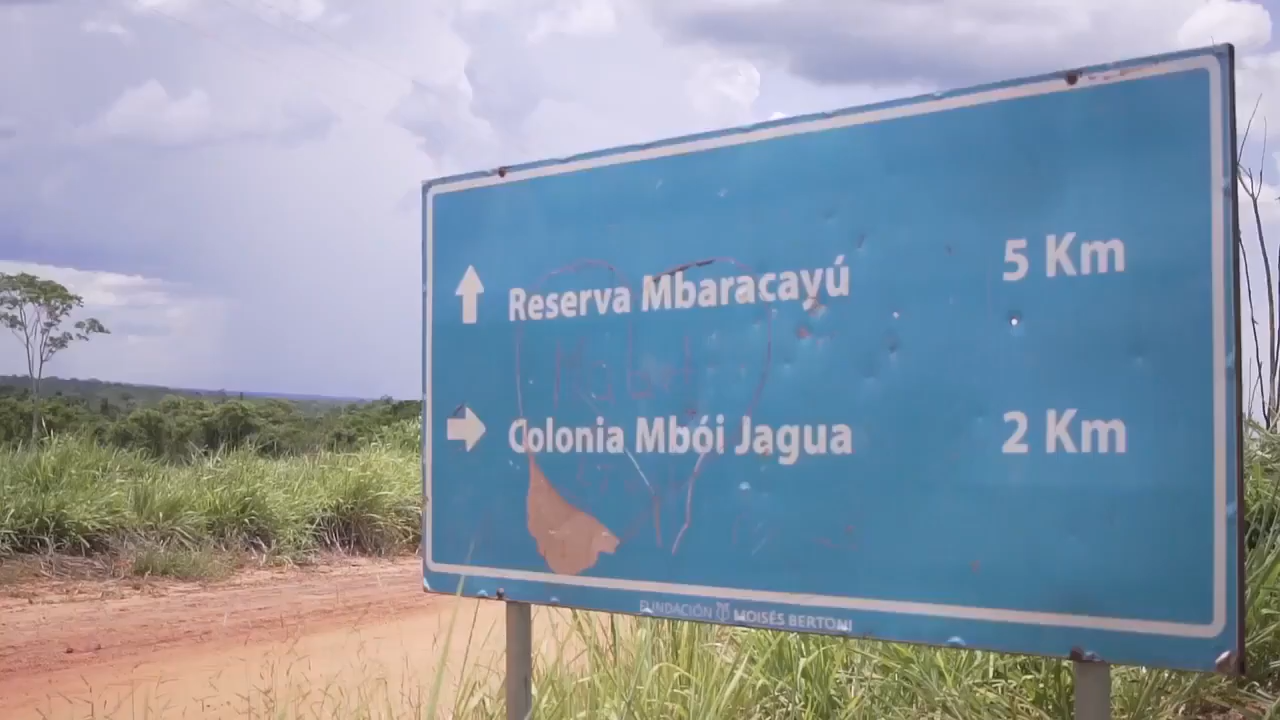 Reserva Mbaracayú 5 Km
Colonia Mbói Jagua 2 Km
FUNDACIÓN MOISÉS BERTONI